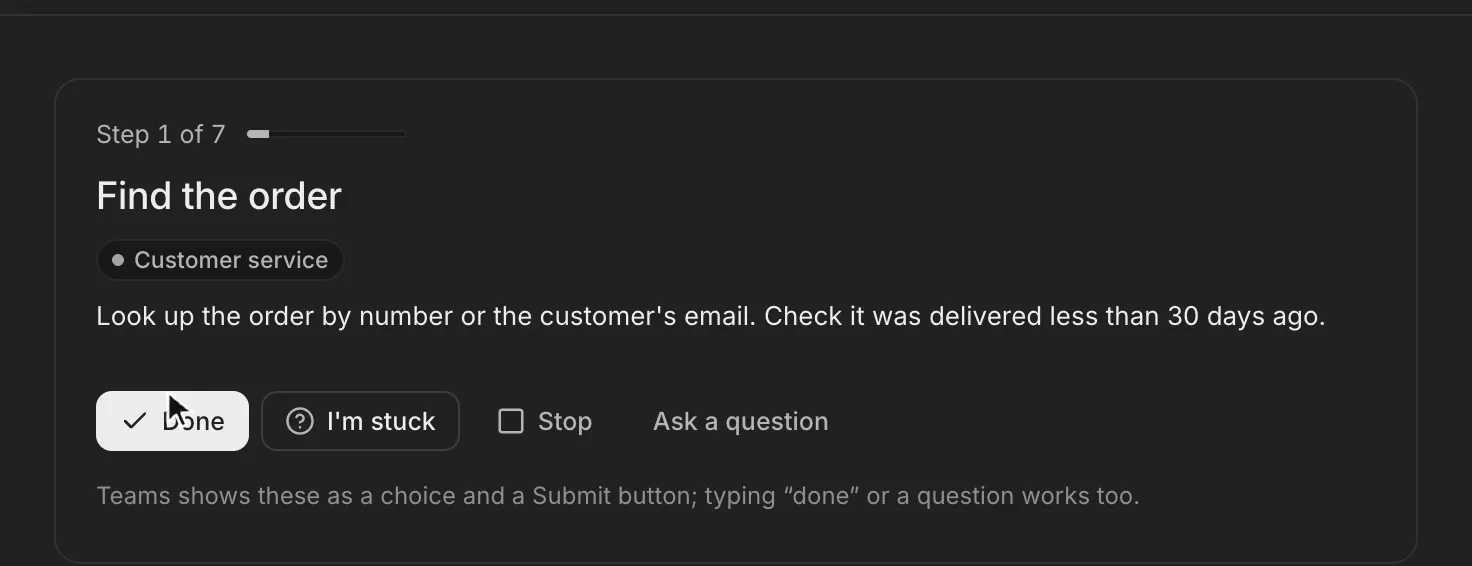 Step 1 of 7
Find the order
Customer service
Look up the order by number or the customer's email. Check it was delivered less than 30 days ago.
Done
I'm stuck
Stop
Ask a question
Teams shows these as a choice and a Submit button; typing “done” or a question works too.